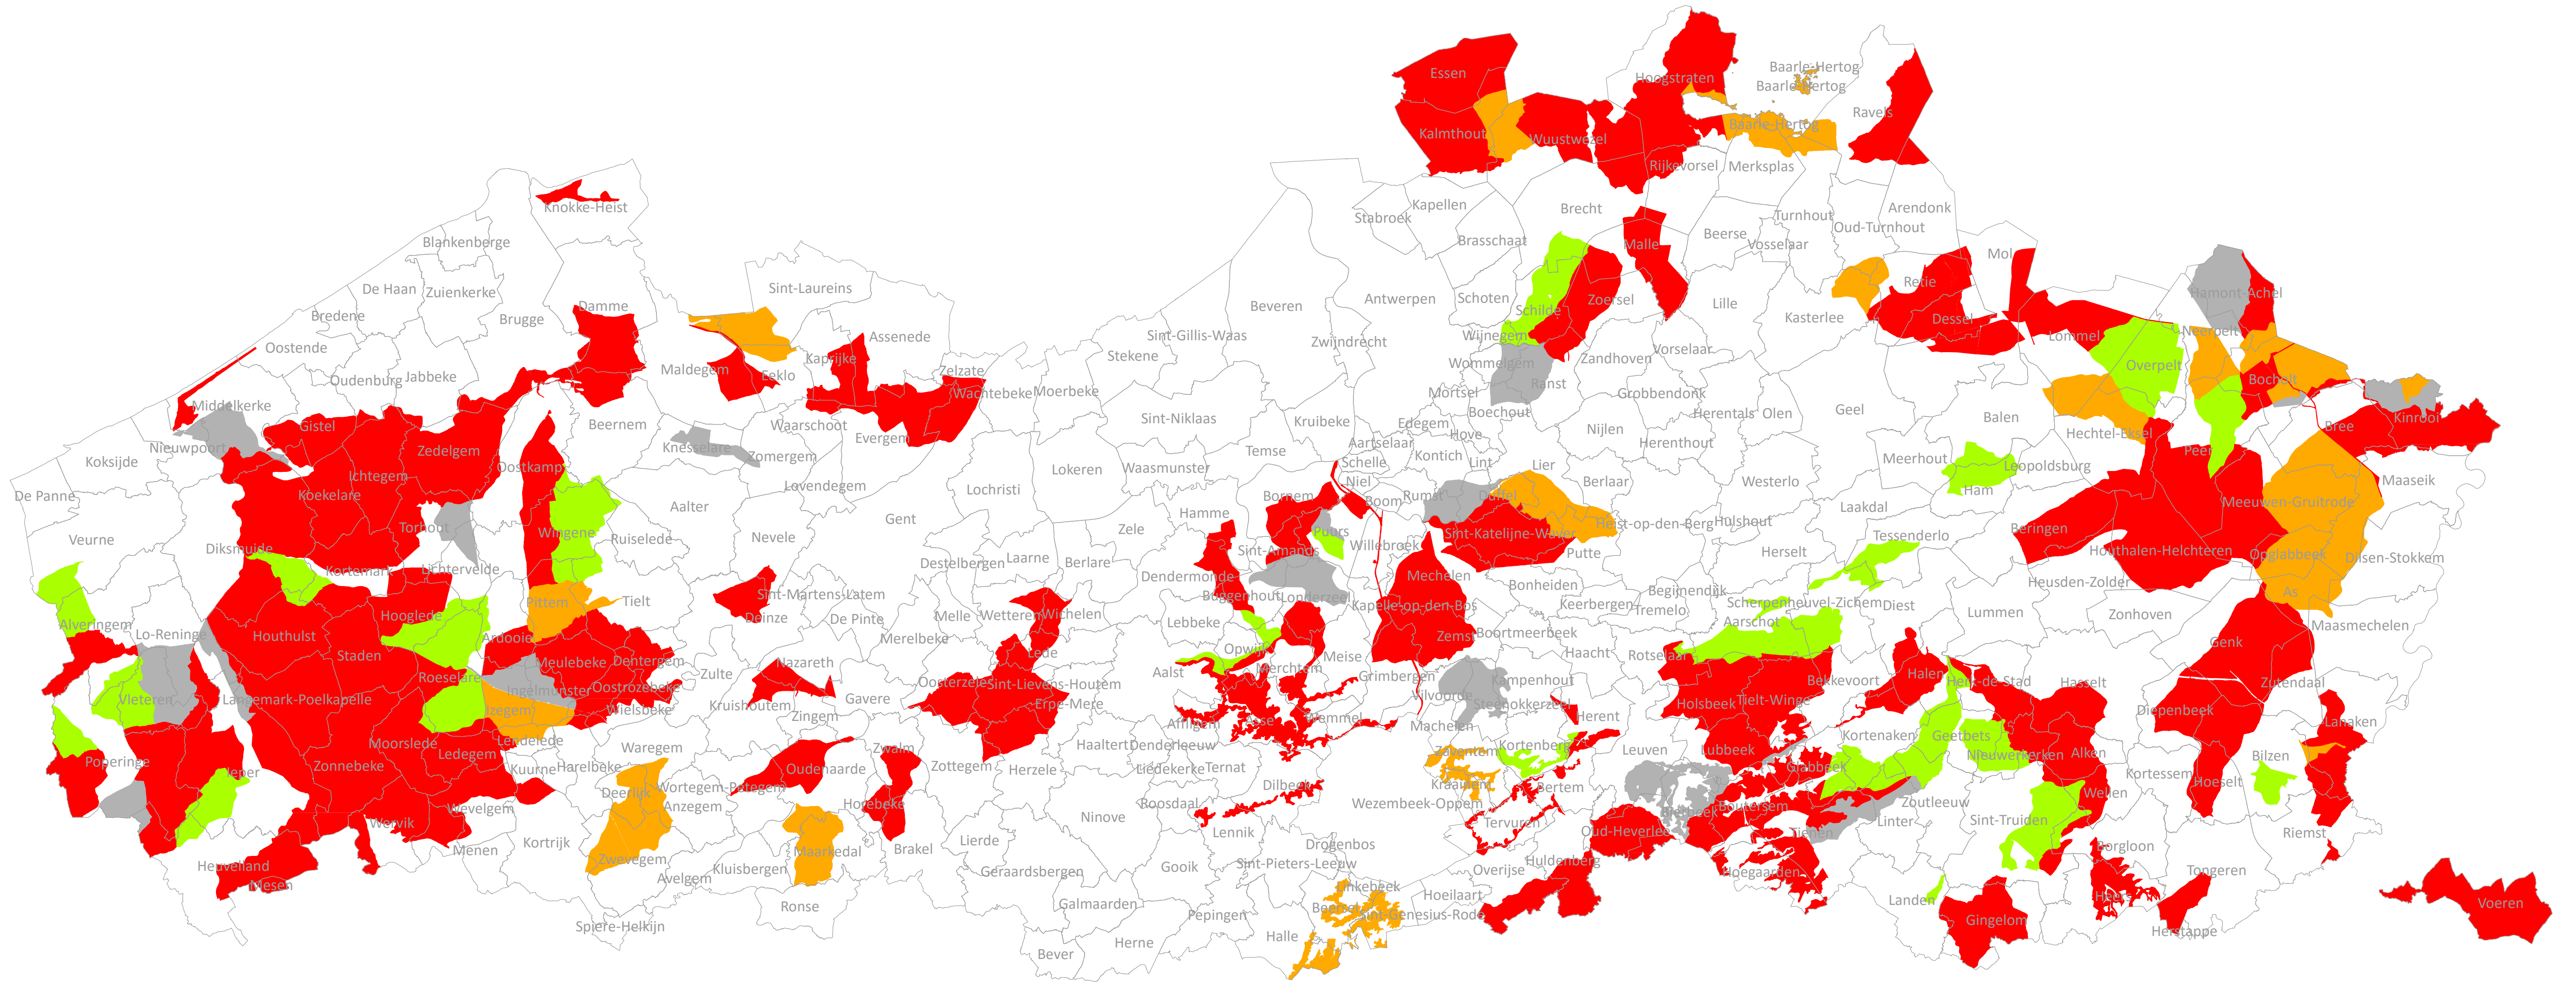 Essen
Hoogstraten
Baarle-Hertog
Baarle-Hertog
Ravels
Kalmthout
Wuustwezel
Baarle-Hertog
Rijkevorsel
Merksplas
Knokke-Heist
Kapellen
Stabroek
Brecht
Turnhout
Arendonk
Oud-Turnhout
Blankenberge
Brasschaat
Malle
Beerse
Vosselaar
Mol
De Haan
Zuienkerke
Sint-Laureins
Retie
Hamont-Achel
Damme
Beveren
Antwerpen
Schoten
Schilde
Zoersel
Lille
Kasterlee
Dessel
Bredene
Brugge
Oostende
Assenede
Sint-Gillis-Waas
Zwijndrecht
Wijnegem
Lommel
Neerpelt
Stekene
Kaprijke
Maldegem
Eeklo
Zelzate
Wommelgem
Zandhoven
Vorselaar
Overpelt
Bocholt
Oudenburg
Jabbeke
Wachtebeke
Moerbeke
Mortsel
Ranst
Grobbendonk
Middelkerke
Beernem
Waarschoot
Evergem
Sint-Niklaas
Kruibeke
Edegem
Boechout
Herentals
Olen
Geel
Balen
Hechtel-Eksel
Bree
Kinrooi
Gistel
Nieuwpoort
Zedelgem
Knesselare
Zomergem
Aartselaar
Hove
Nijlen
Herenthout
Koksijde
Ichtegem
Oostkamp
Lokeren
Waasmunster
Temse
Schelle
Kontich
Lint
Lier
Meerhout
Leopoldsburg
Peer
De Panne
Koekelare
Lovendegem
Lochristi
Bornem
Niel
Boom
Rumst
Duffel
Berlaar
Westerlo
Ham
Maaseik
Meeuwen-Gruitrode
Aalter
Gent
Hamme
Laakdal
Torhout
Wingene
Ruiselede
Nevele
Zele
Puurs
Willebroek
Sint-Katelijne-Waver
Heist-op-den-Berg
Hulshout
Beringen
Veurne
Diksmuide
Sint-Amands
Putte
Herselt
Tessenderlo
Houthalen-Helchteren
Opglabbeek
Dilsen-Stokkem
Kortemark
Lichtervelde
Destelbergen
Laarne
Berlare
Dendermonde
Mechelen
Bonheiden
Begijnendijk
Heusden-Zolder
As
Pittem
Tielt
Sint-Martens-Latem
Buggenhout
Londerzeel
Kapelle-op-den-Bos
Keerbergen
Tremelo
Scherpenheuvel-Zichem
Diest
Lummen
Zonhoven
Hooglede
Deinze
De Pinte
Melle
Wetteren
Wichelen
Lebbeke
Aarschot
Maasmechelen
Alveringem
Lo-Reninge
Houthulst
Ardooie
Merelbeke
Lede
Opwijk
Meise
Zemst
Boortmeerbeek
Haacht
Rotselaar
Genk
Staden
Meulebeke
Dentergem
Nazareth
Zulte
Aalst
Merchtem
Grimbergen
Kampenhout
Bekkevoort
Halen
Herk-de-Stad
Hasselt
Zutendaal
Roeselare
Ingelmunster
Oostrozebeke
Oosterzele
Sint-Lievens-Houtem
Vilvoorde
Steenokkerzeel
Vleteren
Langemark-Poelkapelle
Izegem
Wielsbeke
Kruishoutem
Gavere
Zingem
Erpe-Mere
Affligem
Asse
Wemmel
Machelen
Herent
Holsbeek
Tielt-Winge
Diepenbeek
Lanaken
Moorslede
Ledegem
Lendelede
Waregem
Zwalm
Haaltert
Denderleeuw
Zaventem
Kortenberg
Leuven
Lubbeek
Kortenaken
Geetbets
Nieuwerkerken
Alken
Bilzen
Poperinge
Ieper
Zonnebeke
Kuurne
Harelbeke
Oudenaarde
Zottegem
Herzele
Liedekerke
Ternat
Dilbeek
Kraainem
Bertem
Glabbeek
Kortessem
Hoeselt
Deerlijk
Wortegem-Petegem
Anzegem
Horebeke
Roosdaal
Wezembeek-Oppem
Bierbeek
Boutersem
Zoutleeuw
Wellen
Wevelgem
Wervik
Ninove
Lennik
Tervuren
Oud-Heverlee
Tienen
Linter
Sint-Truiden
Riemst
Kortrijk
Menen
Maarkedal
Brakel
Lierde
Drogenbos
Borgloon
Heuvelland
Mesen
Zwevegem
Kluisbergen
Avelgem
Geraardsbergen
Gooik
Sint-Pieters-Leeuw
Overijse
Huldenberg
Hoegaarden
Tongeren
Ronse
Galmaarden
Pepingen
Linkebeek
Beersel
Sint-Genesius-Rode
Hoeilaart
Landen
Gingelom
Heers
Voeren
Spiere-Helkijn
Halle
Herne
Bever
Herstappe